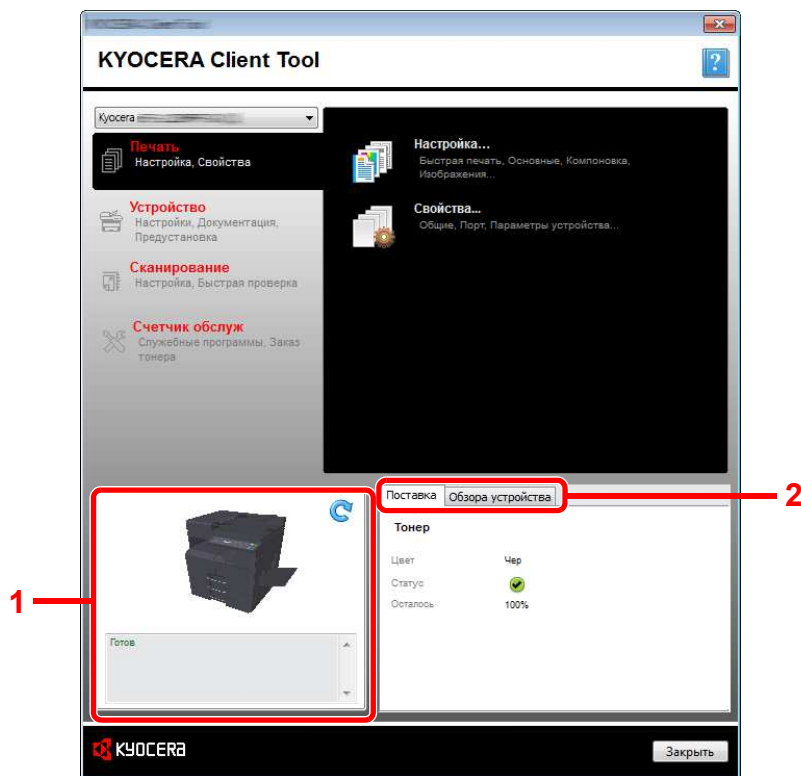 KYOCERA Client Tool
?
Kyocera
Печать
Настройка, Свойства
Устройство
Настройки, Документация,
Предустановка
Сканирование
Настройка, Быстрая проверка
Счетчик обслуж
Служебные программы, Заказ
тонера
Настройка...
Быстрая печать, Основные, Компоновка,
Изображения...
Свойства...
Общие, Порт, Параметры устройства...
1
Готов
Поставка Обзора устройства
2
Тонер
Цвет Чер
Статус
Осталось 100%
KYOCERA
Закрыть